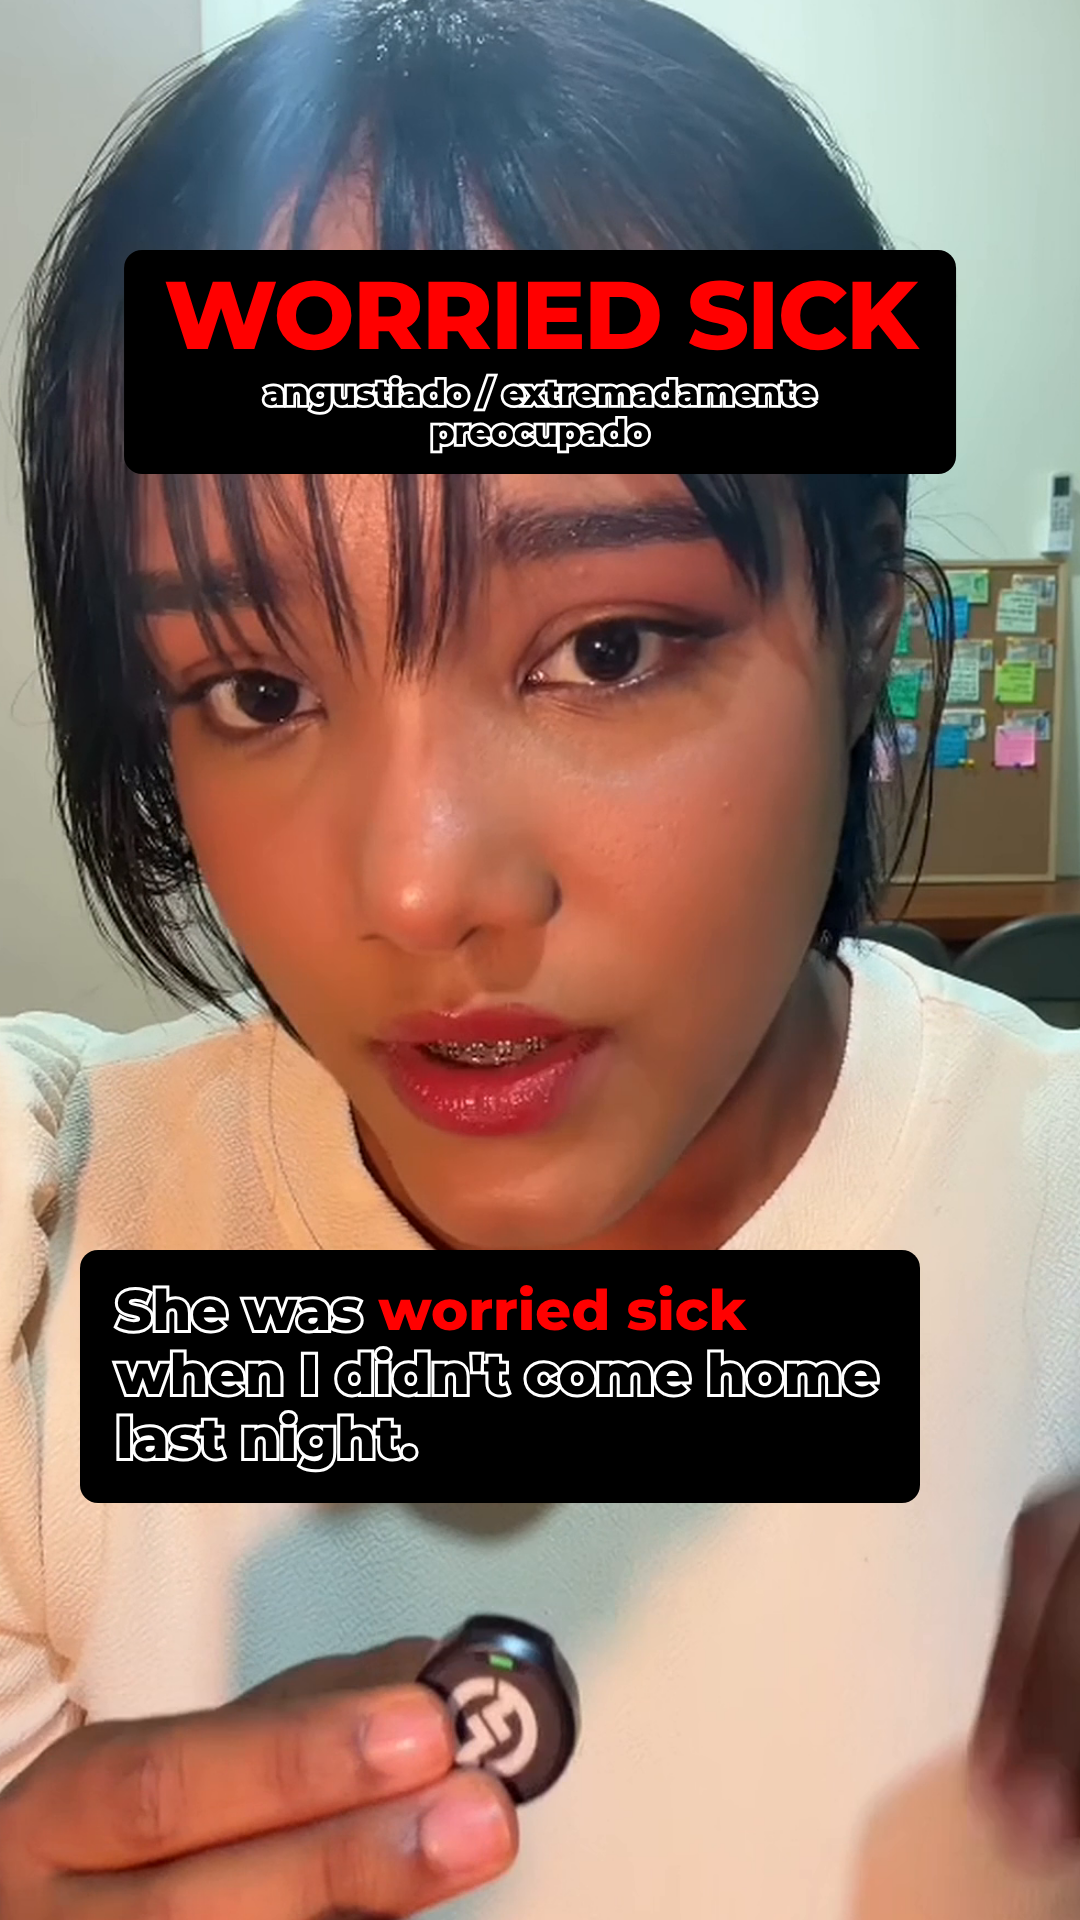 WORRIED SICK
angustiado / extremadamente
preocupado
She was worried sick
when I didn't come home
last night.